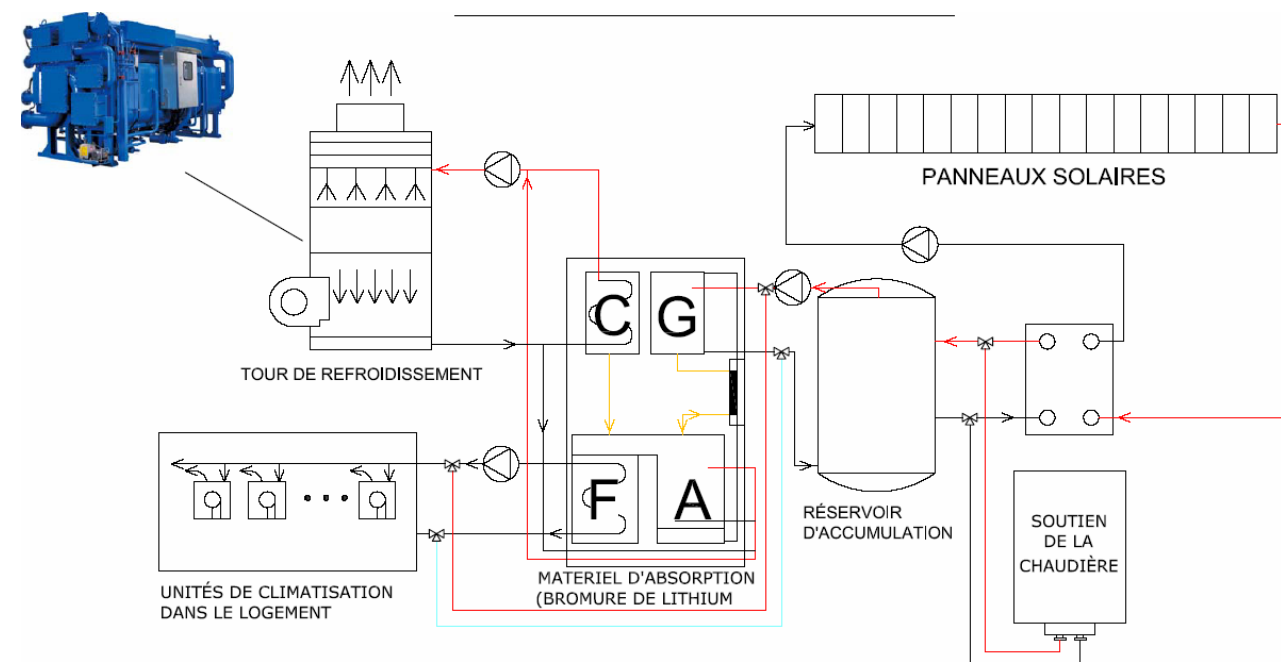 PANNEAUX SOLAIRES
C
G
TOUR DE REFROIDISSEMENT
F
A
RÉSERVOIR
D'ACCUMULATION
SOUTIEN
DE LA
CHAUDIÈRE
MATERIEL D'ABSORPTION
(BROMURE DE LITHIUM
UNITÉS DE CLIMATISATION
DANS LE LOGEMENT